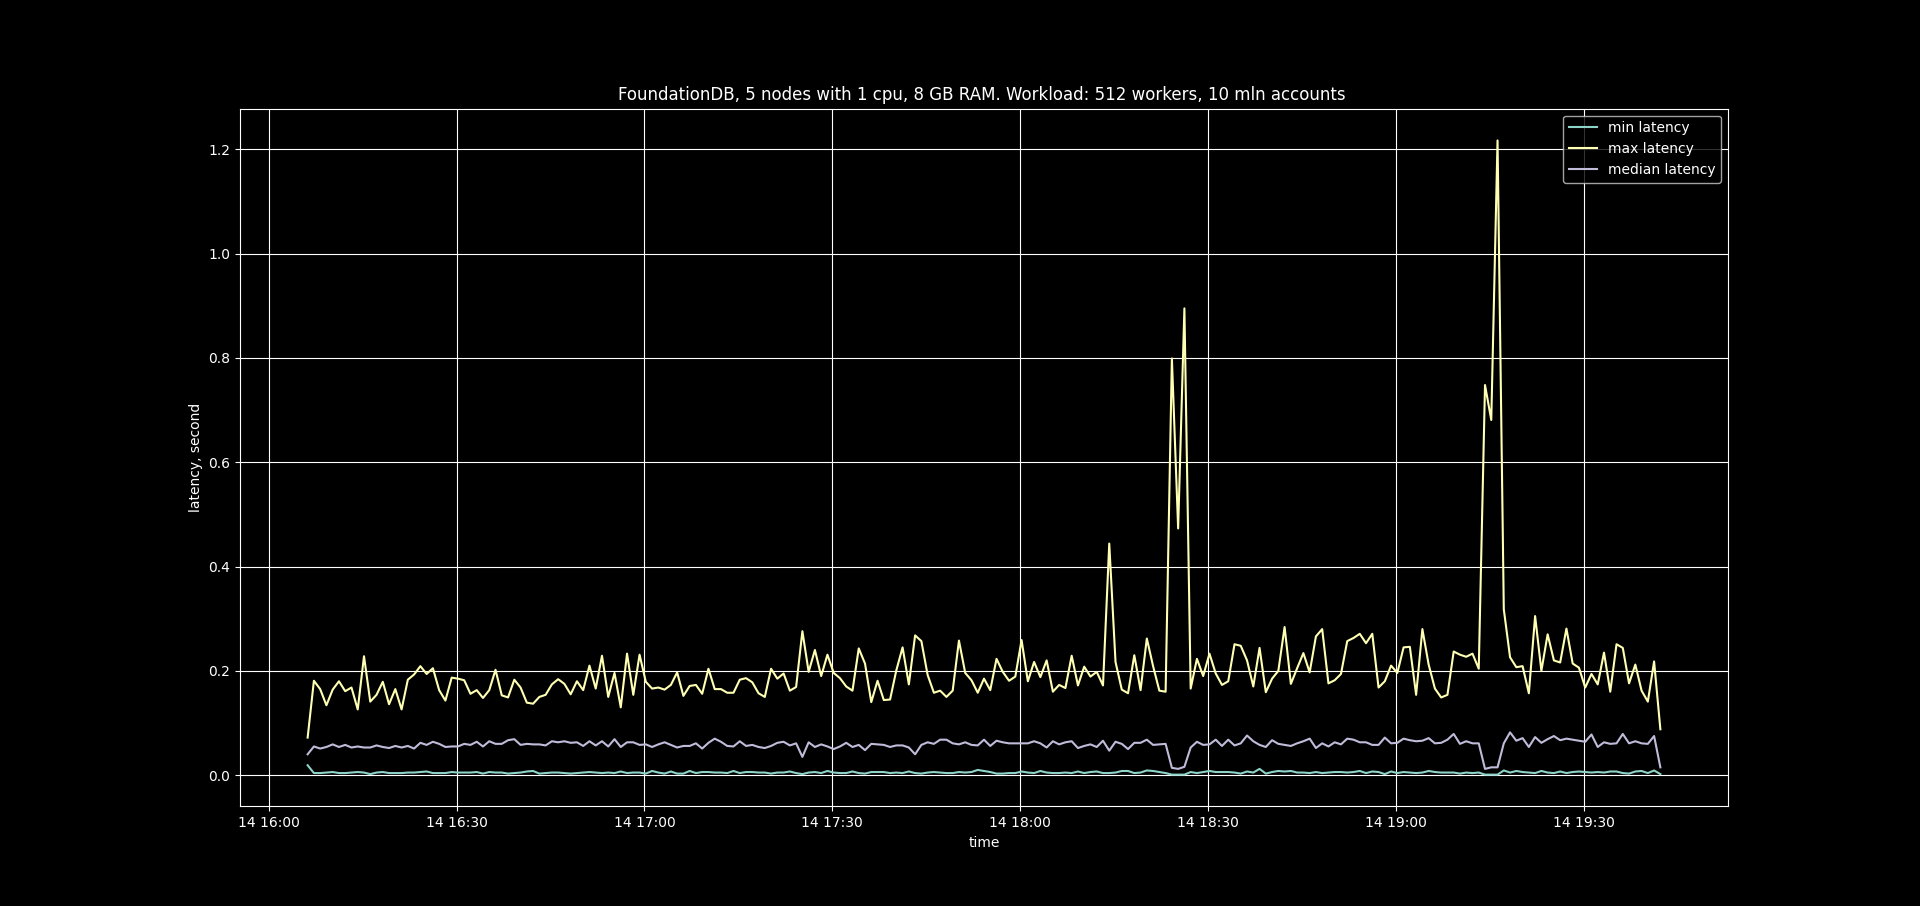 FoundationDB, 5 nodes with 1 cpu, 8 GB RAM. Workload: 512 workers, 10 mln accounts
min latency
max latency
median latency
1.2
1.0
0.8
0.6
0.4
0.2
0.0
latency, second
14 16:00
14 16:30
14 17:00
14 17:30
14 18:00
14 18:30
14 19:00
14 19:30
time